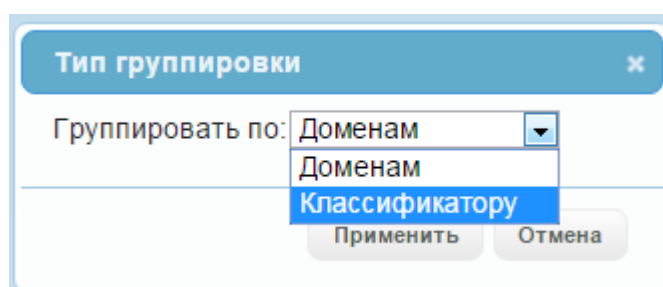 Тип группировки
Группировать по: Доменам
Доменам
Классификатору
Применить Отмена